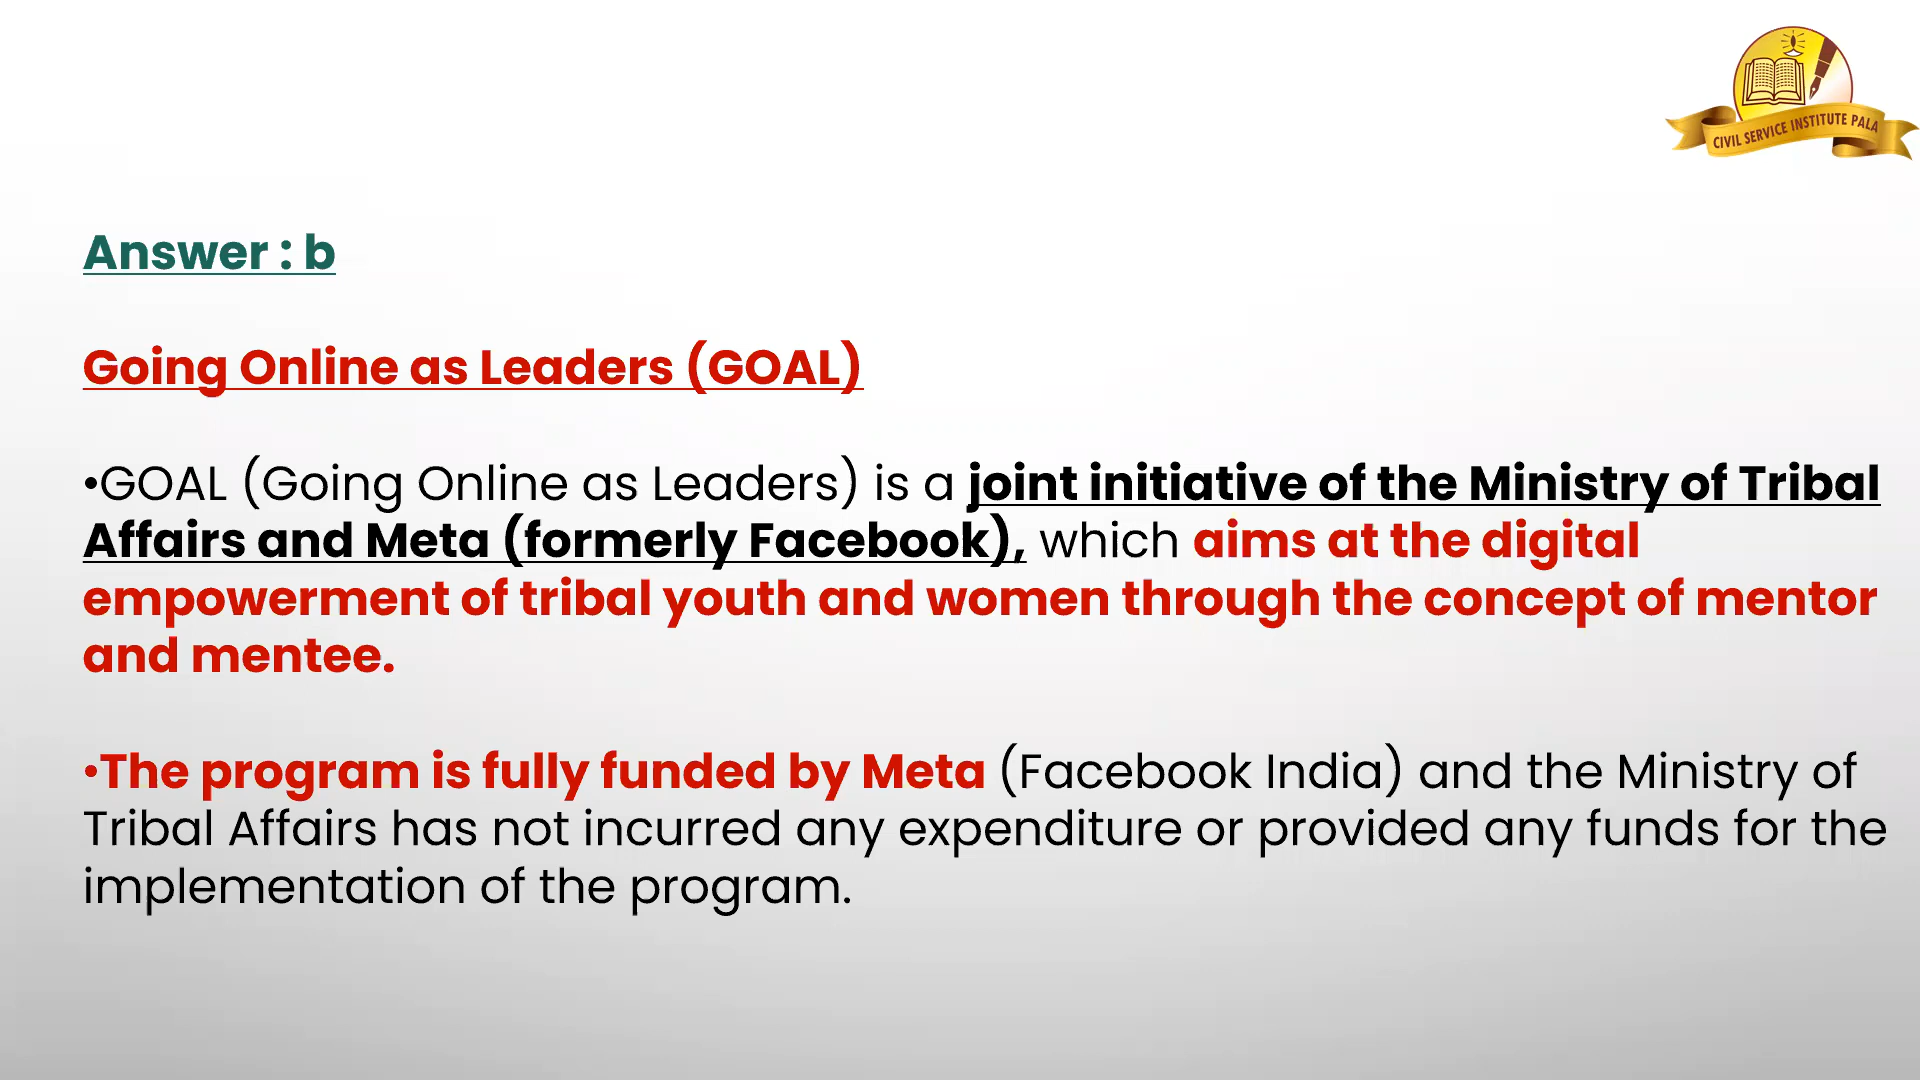 CIVIL SERVICE INSTITUTE PALA
Answer : b
Going Online as Leaders (GOAL)
•GOAL (Going Online as Leaders) is a joint initiative of the Ministry of Tribal
Affairs and Meta (formerly Facebook), which aims at the digital
empowerment of tribal youth and women through the concept of mentor
and mentee.
•The program is fully funded by Meta (Facebook India) and the Ministry of
Tribal Affairs has not incurred any expenditure or provided any funds for the
implementation of the program.